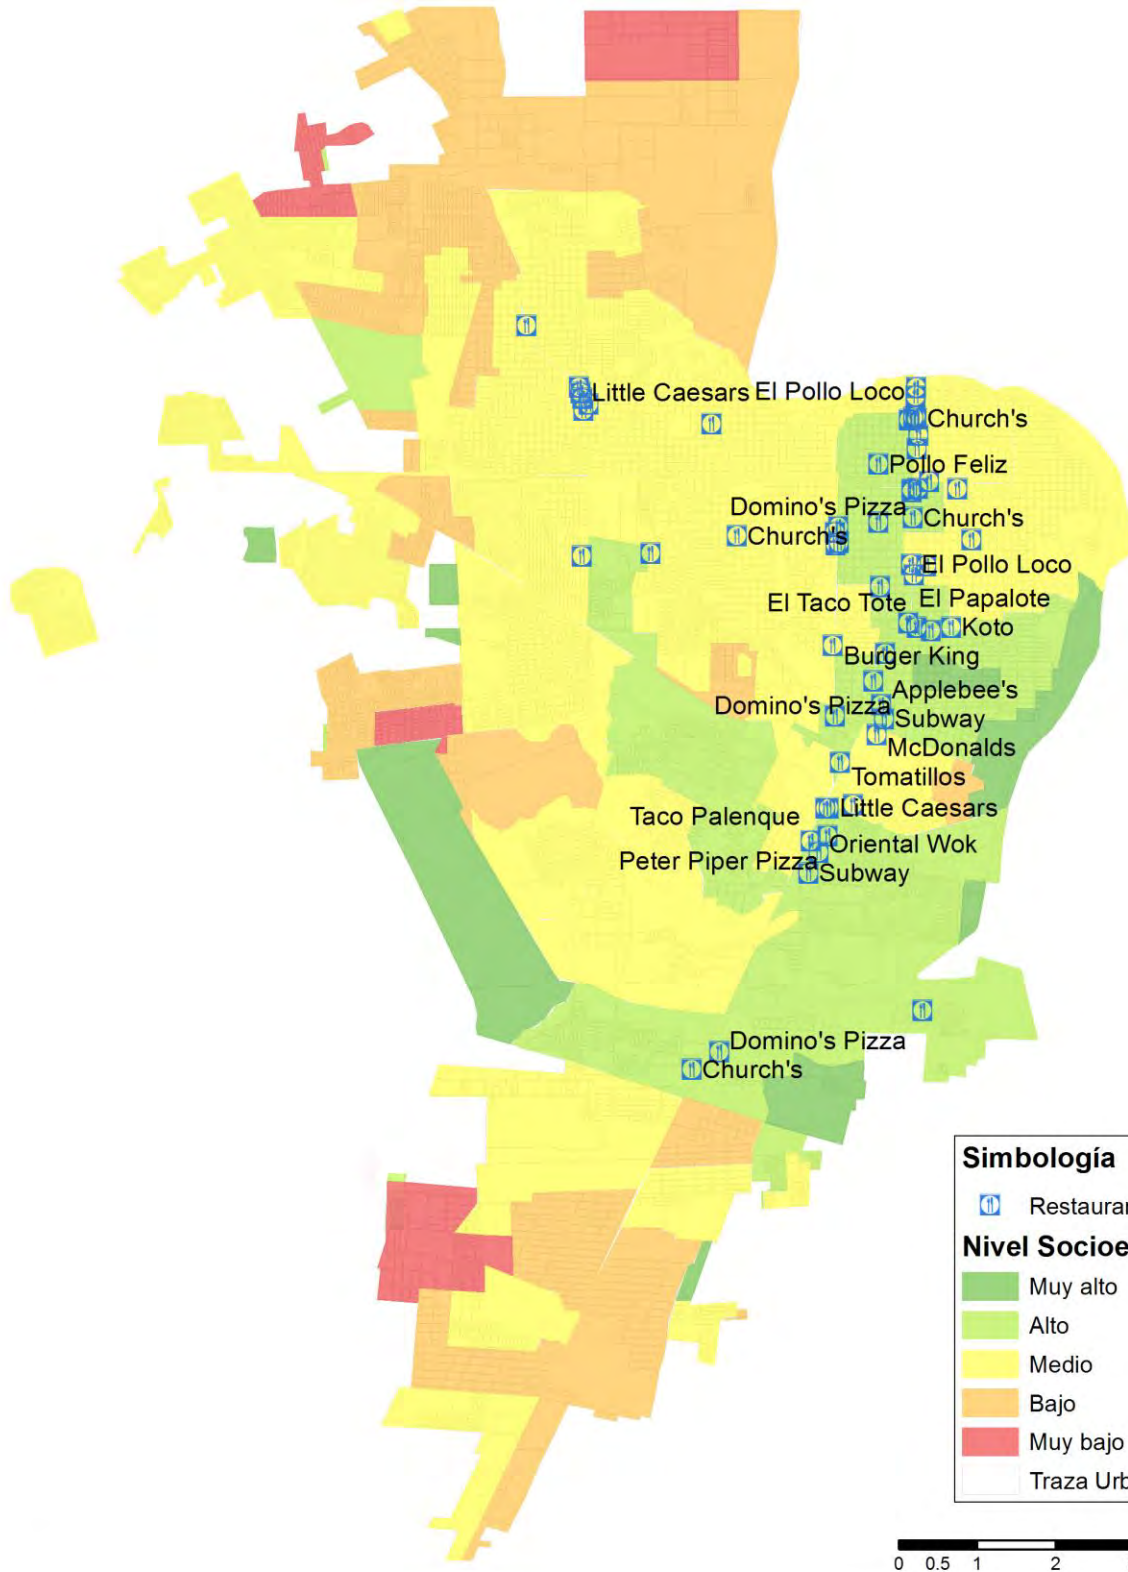 Little Caesars
El Pollo Loco
Church's
Pollo Feliz
Domino's Pizza
Church's
Church's
El Pollo Loco
El Taco Tote
El Papalote
Koto
Burger King
Applebee's
Domino's Pizza
Subway
McDonalds
Tomatillos
Taco Palenque
Little Caesars
Oriental Wok
Peter Piper Pizza
Subway
Domino's Pizza
Church's
Simbología
Restauran
Nivel Socioe
Muy alto
Alto
Medio
Bajo
Muy bajo
Traza Urb
0 0.5 1 2